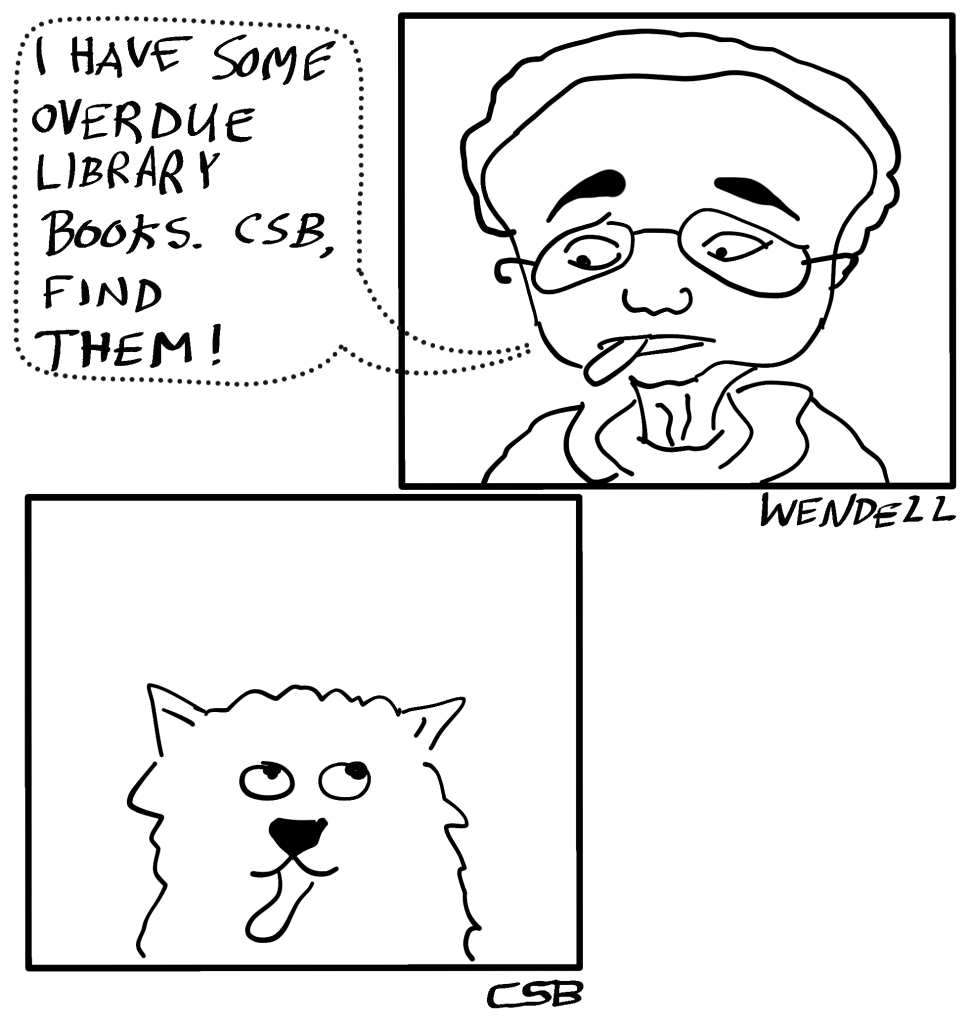 I HAVE SOME
OVERDUE
LIBRARY
BOOKS. CSB,
FIND
THEM!
WENDELL
CSB